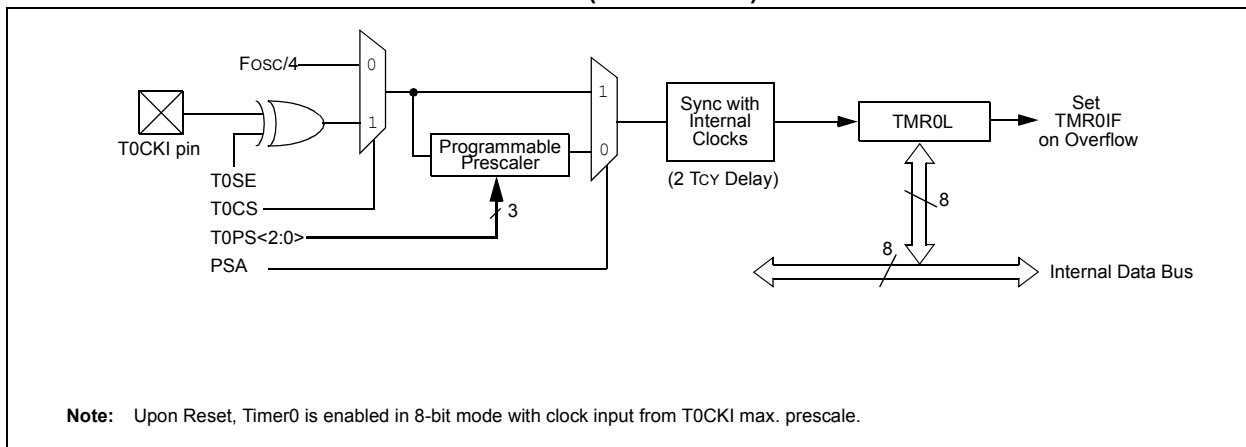 FOSC/4
0
1
T0CKI pin
T0SE
T0CS
T0PS<2:0>
PSA
Programmable
Prescaler
3
1
0
Sync with
Internal
Clocks
(2 TCY Delay)
TMR0L
Set
TMR0IF
on Overflow
8
8
Internal Data Bus
Note: Upon Reset, Timer0 is enabled in 8-bit mode with clock input from T0CKI max. prescale.